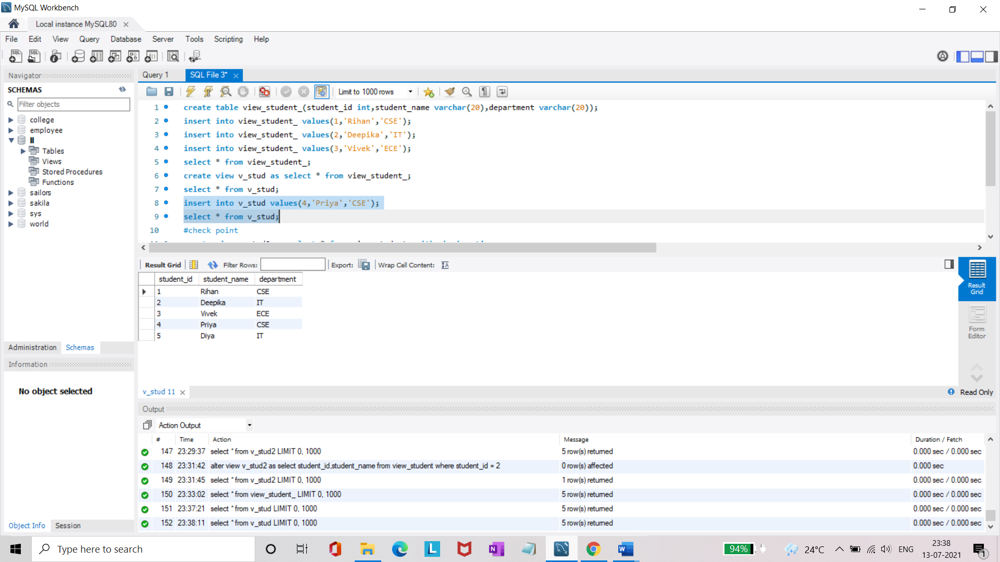 MySQL Workbench
Local instance MySQL80
File Edit View Query Database Server Tools Scripting Help
Navigator
SCHEMAS
Filter objects
college
employee
ll
Tables
Views
Stored Procedures
Functions
sailors
sakila
sys
world
Administration Schemas
Information
No object selected
Object Info Session
Query 1 SQL File 3*
Limit to 1000 rows
1 create table view_student_(student_id int,student_name varchar(20),department varchar(20));
2 insert into view_student_ values(1,'Rihan','CSE');
3 insert into view_student_ values(2,'Deepika','IT');
4 insert into view_student_ values(3,'Vivek','ECE');
5 select * from view_student_;
6 create view v_stud as select * from view_student_;
7 select * from v_stud;
8 insert into v_stud values(4,'Priya','CSE');
9 select * from v_stud;
10 #check point
Result Grid Filter Rows: Export: Wrap Cell Content:
student_id student_name department
1 Rihan CSE
2 Deepika IT
3 Vivek ECE
4 Priya CSE
5 Diya IT
Result
Grid
Form
Editor
v_stud 11
Read Only
Output
Action Output
# Time Action Message Duration / Fetch
147 23:29:37 select * from v_stud2 LIMIT 0, 1000 5 row(s) returned 0.000 sec / 0.000 sec
148 23:31:42 alter view v_stud2 as select student_id,student_name from view_student where student_id = 2 0 row(s) affected 0.000 sec
149 23:31:45 select * from v_stud2 LIMIT 0, 1000 1 row(s) returned 0.000 sec / 0.000 sec
150 23:33:02 select * from view_student_ LIMIT 0, 1000 5 row(s) returned 0.000 sec / 0.000 sec
151 23:37:21 select * from v_stud LIMIT 0, 1000 5 row(s) returned 0.000 sec / 0.000 sec
152 23:38:11 select * from v_stud LIMIT 0, 1000 5 row(s) returned 0.000 sec / 0.000 sec
Type here to search
94%
24°C
ENG
23:38
13-07-2021
1